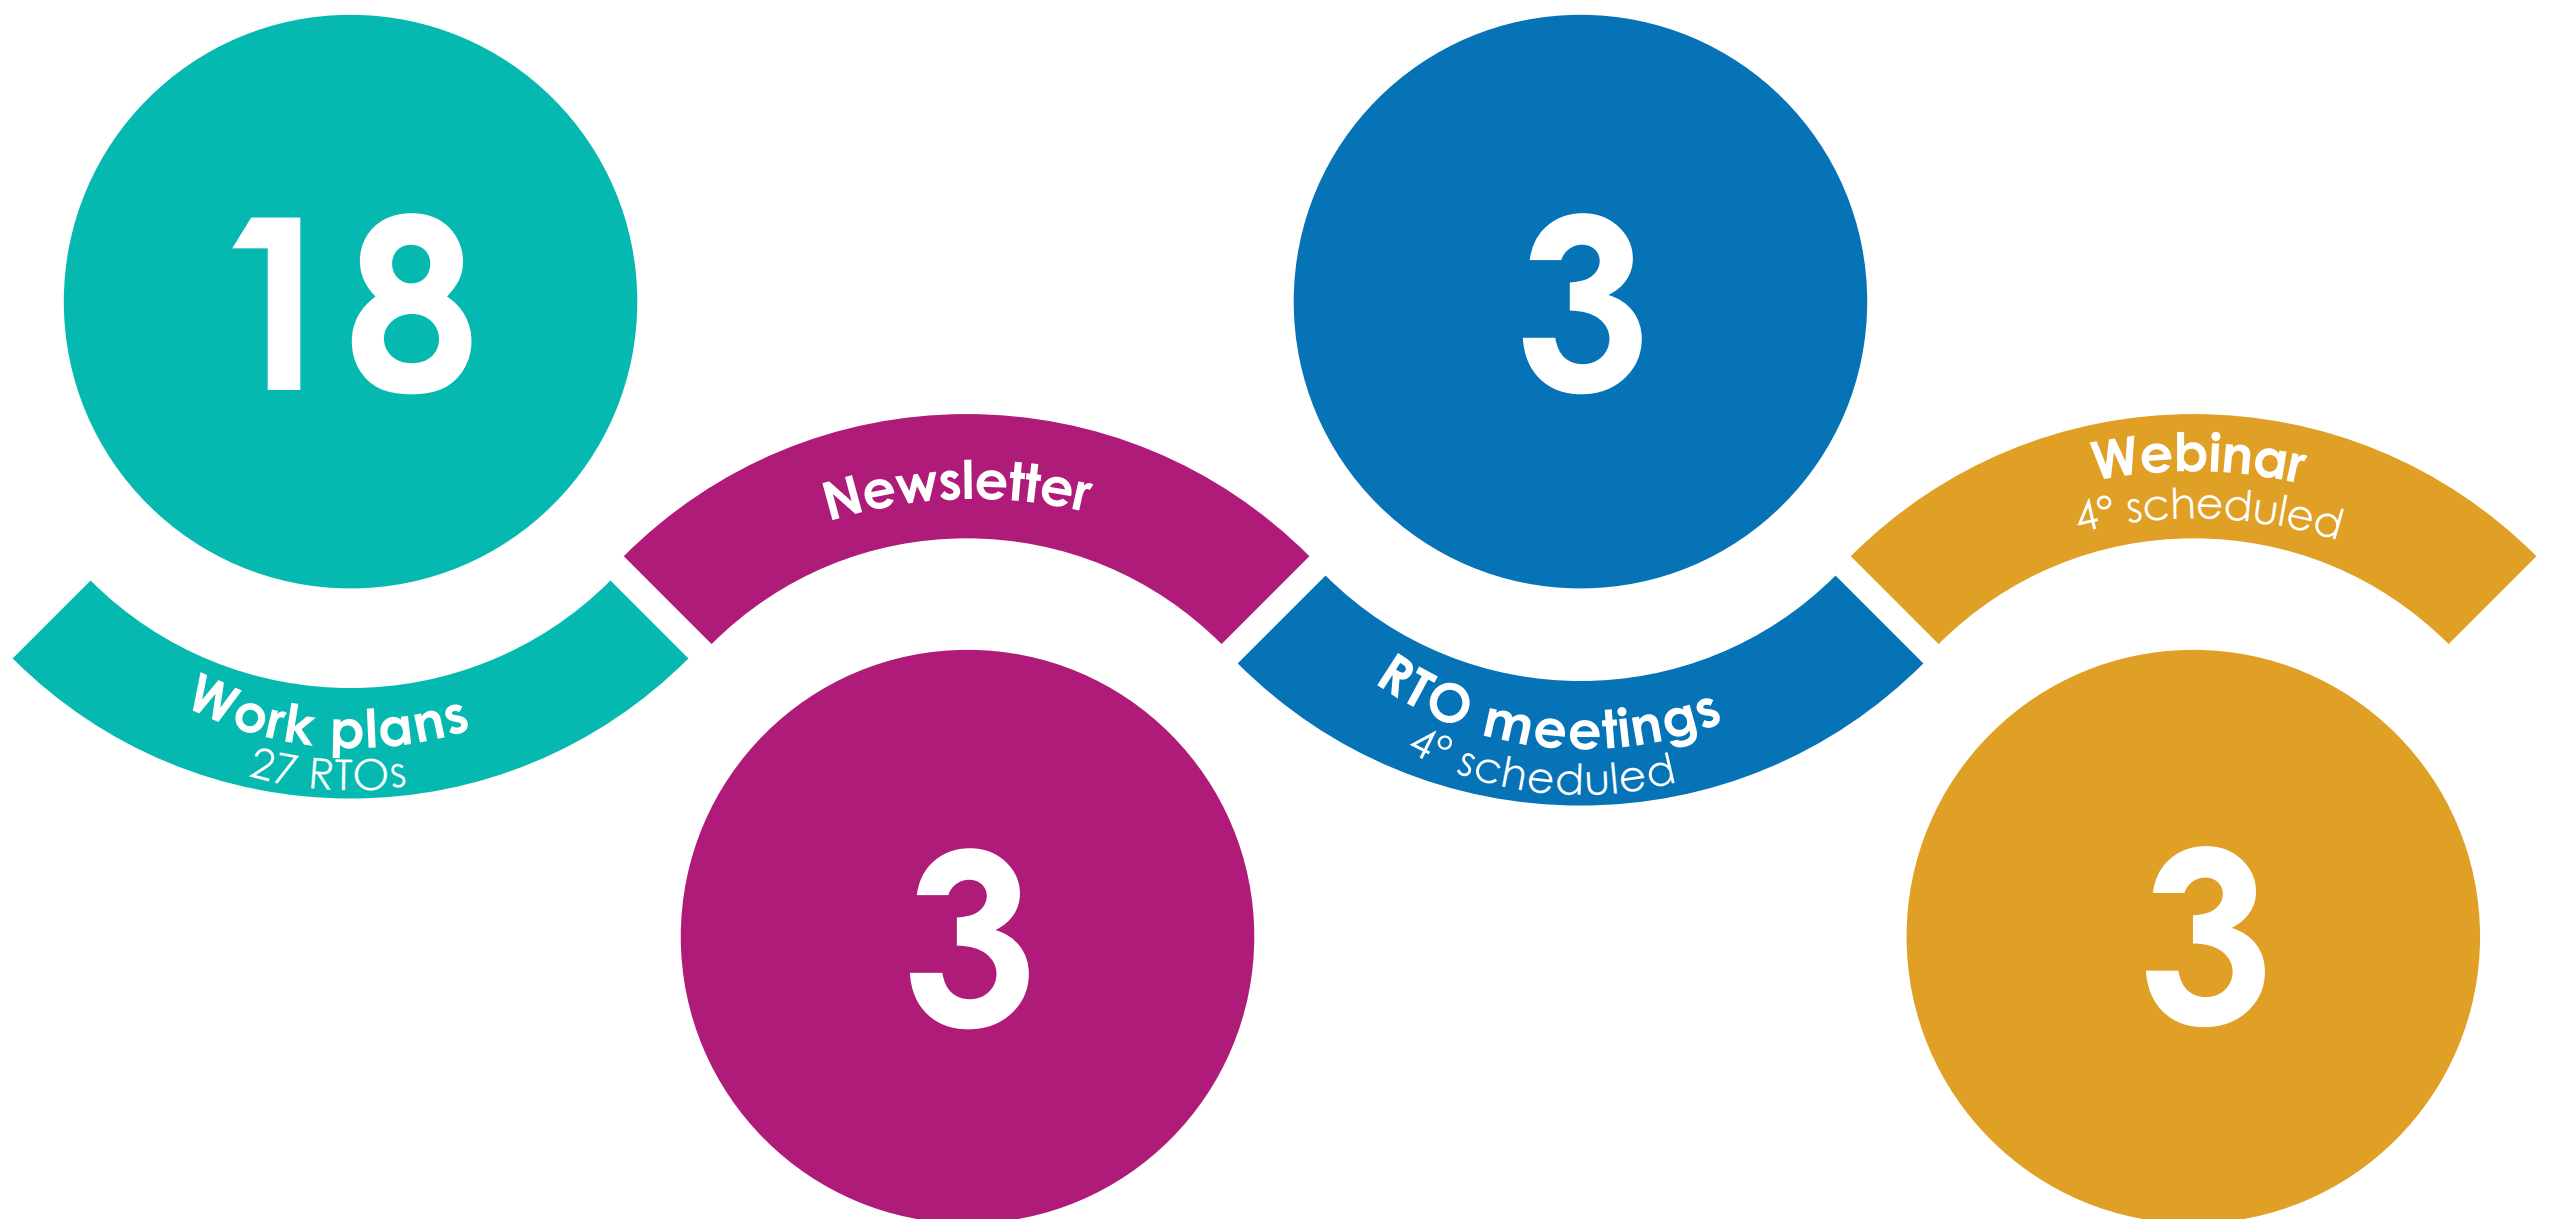 18
Work plans
27 RTOs
Newsletter
3
3
RTO meetings
4° scheduled
Webinar
4° scheduled
3